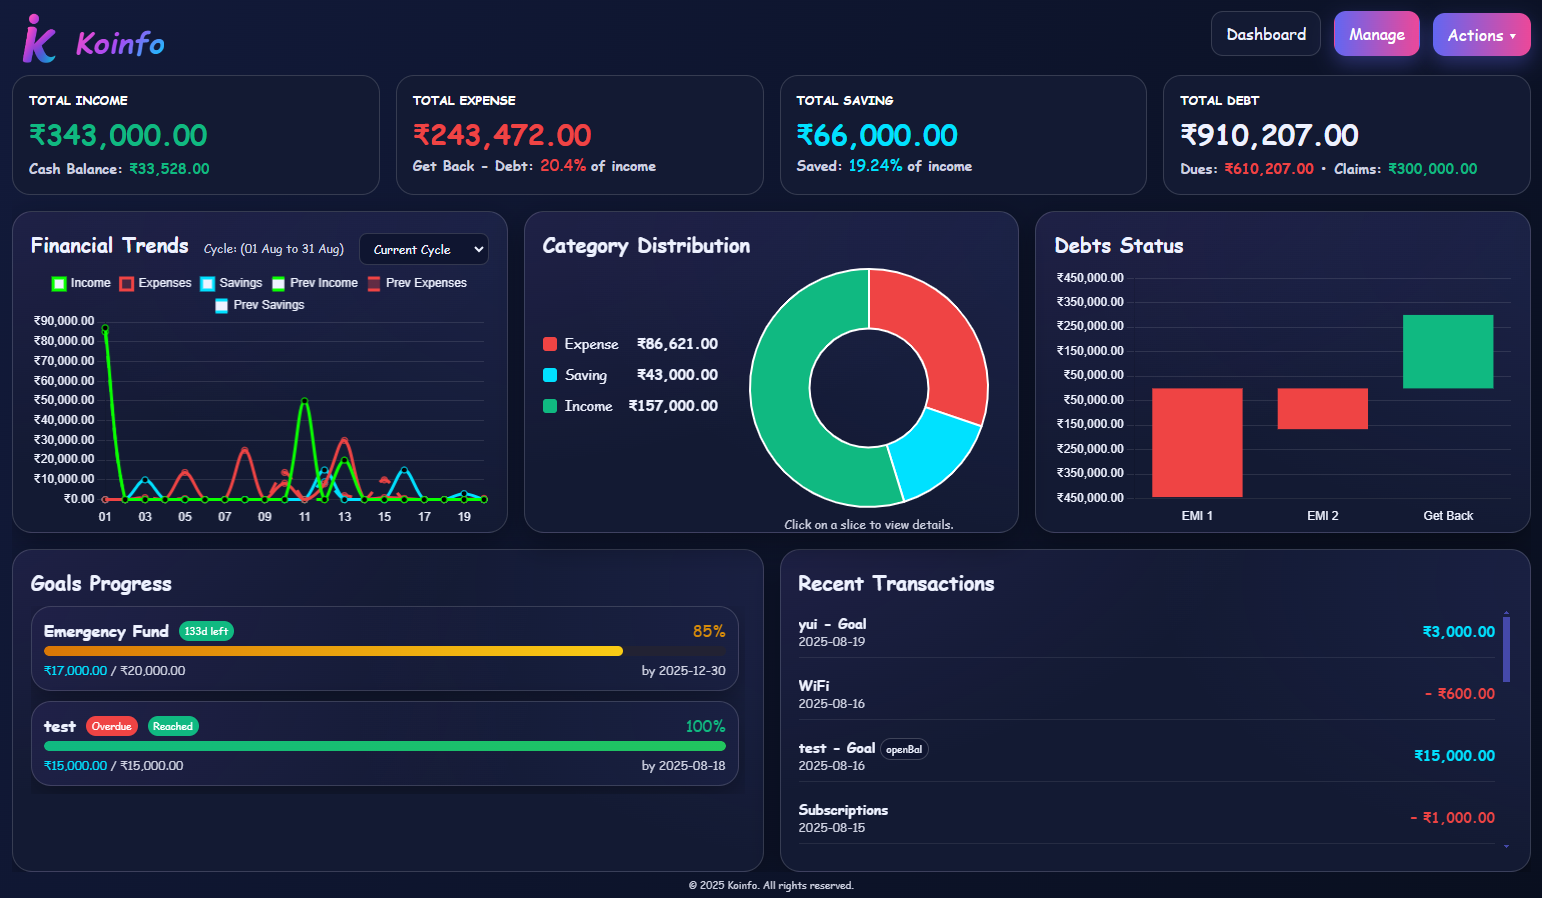 Koinfo
Dashboard
Manage
Actions ▾
TOTAL INCOME
₹343,000.00
Cash Balance: ₹33,528.00
TOTAL EXPENSE
₹243,472.00
Get Back - Debt: 20.4% of income
TOTAL SAVING
₹66,000.00
Saved: 19.24% of income
TOTAL DEBT
₹910,207.00
Dues: ₹610,207.00 • Claims: ₹300,000.00
Financial Trends
Cycle: (01 Aug to 31 Aug)
Current Cycle
Income Expenses Savings Prev Income Prev Expenses
Prev Savings
₹90,000.00
₹80,000.00
₹70,000.00
₹60,000.00
₹50,000.00
₹40,000.00
₹30,000.00
₹20,000.00
₹10,000.00
₹0.00
01 03 05 07 09 11 13 15 17 19
Category Distribution
Expense ₹86,621.00
Saving ₹43,000.00
Income ₹157,000.00
Click on a slice to view details.
Debts Status
₹450,000.00
₹350,000.00
₹250,000.00
₹150,000.00
₹50,000.00
₹50,000.00
₹150,000.00
₹250,000.00
₹350,000.00
₹450,000.00
EMI 1 EMI 2 Get Back
Goals Progress
Emergency Fund 133d left 85%
₹17,000.00 / ₹20,000.00 by 2025-12-30
test Overdue Reached 100%
₹15,000.00 / ₹15,000.00 by 2025-08-18
Recent Transactions
yui - Goal
2025-08-19
₹3,000.00
WiFi
2025-08-16
- ₹600.00
test - Goal openBal
2025-08-16
₹15,000.00
Subscriptions
2025-08-15
- ₹1,000.00
© 2025 Koinfo. All rights reserved.